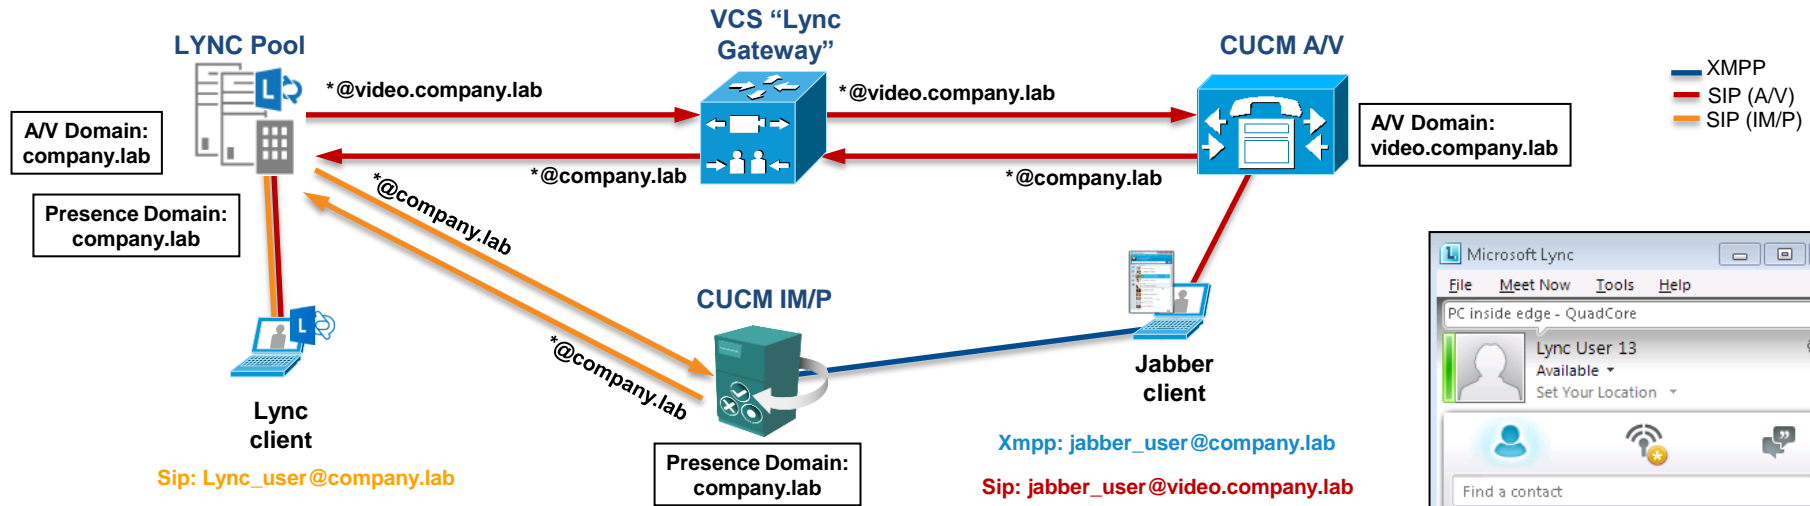 VCS “Lync
Gateway”
LYNC Pool
CUCM A/V
*@video.company.lab
*@video.company.lab
XMPP
SIP (A/V)
SIP (IM/P)
A/V Domain:
company.lab
A/V Domain:
video.company.lab
*@company.lab
*@company.lab
Presence Domain:
company.lab
*@company.lab
*@company.lab
CUCM IM/P
Lync
client
Jabber
client
Sip: Lync_user@company.lab
Presence Domain:
company.lab
Xmpp: jabber_user@company.lab
Sip: jabber_user@video.company.lab
L Microsoft Lync
File Meet Now Tools Help
PC inside edge - QuadCore
Lync User 13
Available
Set Your Location
Find a contact